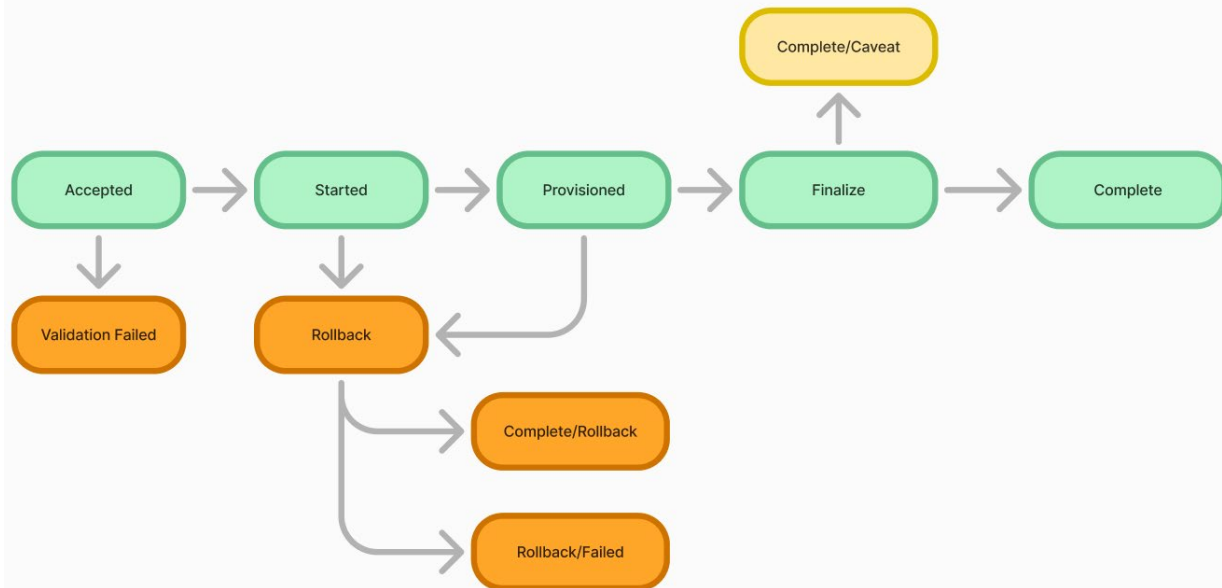 Complete/Caveat
Accepted
Started
Provisioned
Finalize
Complete
Validation Failed
Rollback
Complete/Rollback
Rollback/Failed